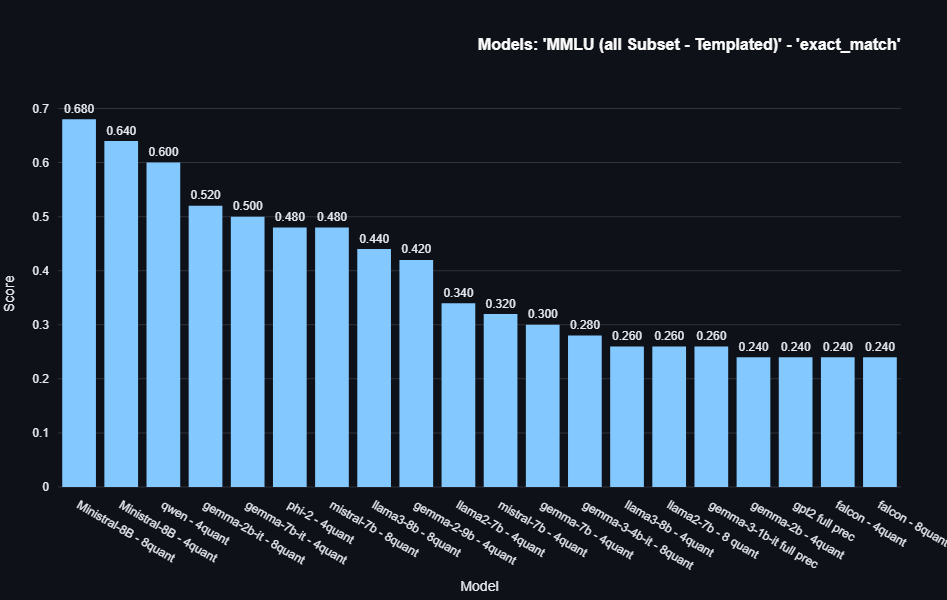 Models: 'MMLU (all Subset - Templated)' - 'exact_match'
Score
0.7
0.6
0.5
0.4
0.3
0.2
0.1
0
0.680
0.640
0.600
0.520
0.500
0.480
0.480
0.440
0.420
0.340
0.320
0.300
0.280
0.260
0.260
0.260
0.240
0.240
0.240
0.240
Ministral-8B - 8quant
Ministral-8B - 4quant
qwen - 4quant
gemma-2b-it - 8quant
gemma-7b-it - 4quant
phi-2 - 4quant
mistral-7b - 8quant
llama3-8b - 8quant
gemma-2-9b - 4quant
llama2-7b - 4quant
mistral-7b - 4quant
gemma-7b - 4quant
gemma-3-4b-it - 8quant
llama3-8b - 4quant
llama2-7b - 8 quant
gemma-3-1b-it full prec
gemma-2b - 4quant
gpt2 full prec
falcon - 4quant
falcon - 8quant
Model